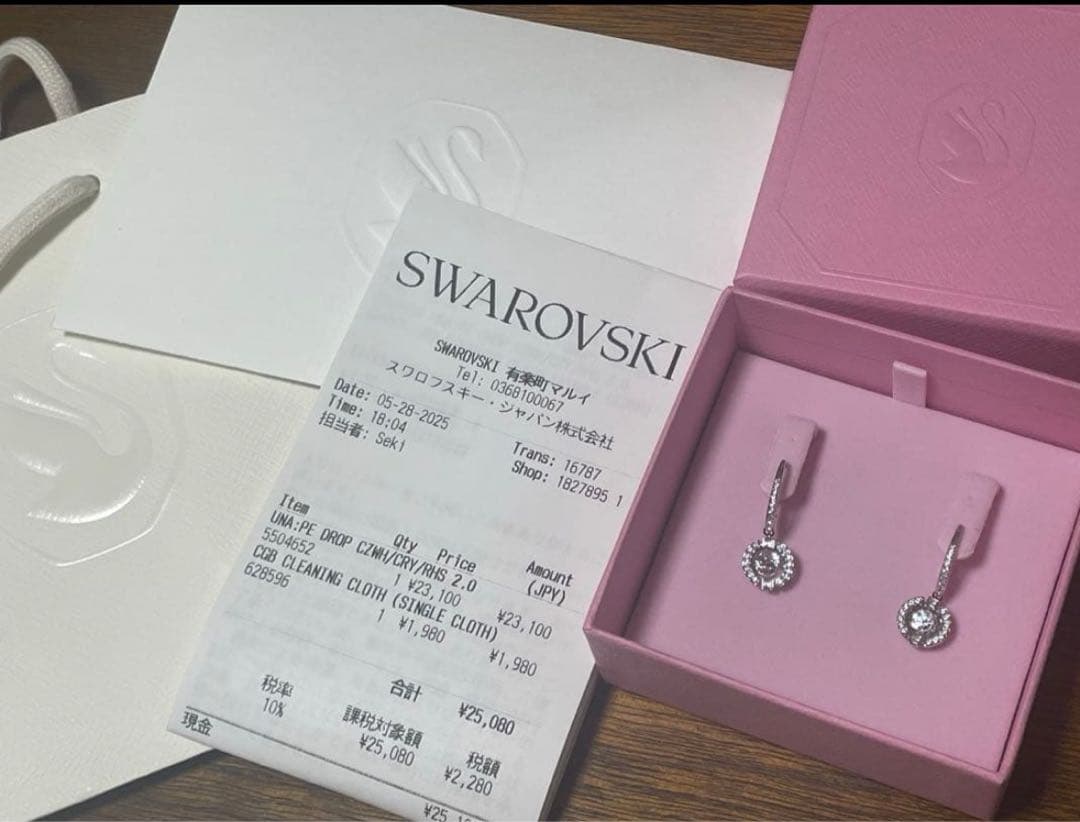 SWAROVSKI
SWAROVSKI 有楽町マルイ
Tel: 0368100067
スワロフスキー・ジャパン株式会社
Date: 05-28-2025
Time: 18:04
担当者: Seki
Trans: 16787
Shop: 1827895 1
Item Qty Price Amount
(JPY)
UNA:PE DROP CZWH/CRY/RHS 2.0
5504652 1 ¥23,100 ¥23,100
CGB CLEANING CLOTH (SINGLE CLOTH)
628596 1 ¥1,980 ¥1,980
合計 ¥25,080
税率 課税対象額 税額
10% ¥25,080 ¥2,280
現金